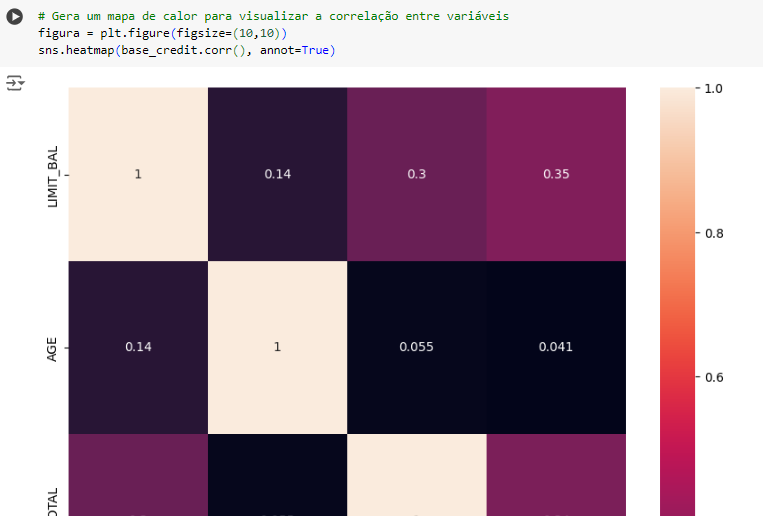 # Gera um mapa de calor para visualizar a correlação entre variáveis
figura = plt.figure(figsize=(10,10))
sns.heatmap(base_credit.corr(), annot=True)
1.0
LIMIT_BAL
1
0.14
0.3
0.35
0.8
AGE
0.14
1
0.055
0.041
0.6